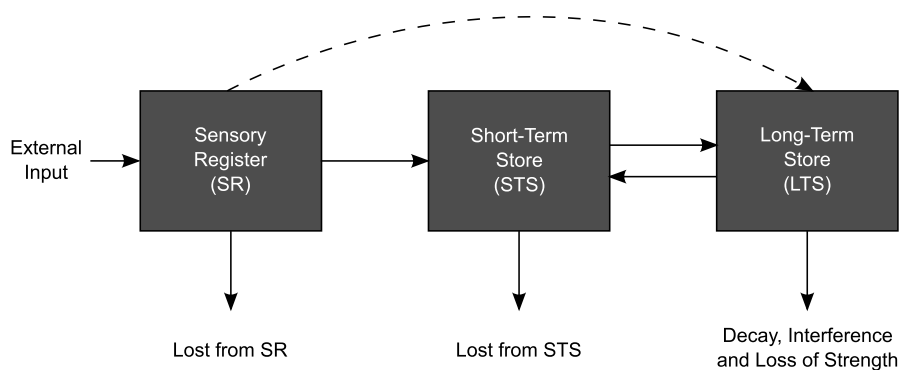 External
Input
Sensory
Register
(SR)
Short-Term
Store
(STS)
Long-Term
Store
(LTS)
Lost from SR
Lost from STS
Decay, Interference
and Loss of Strength